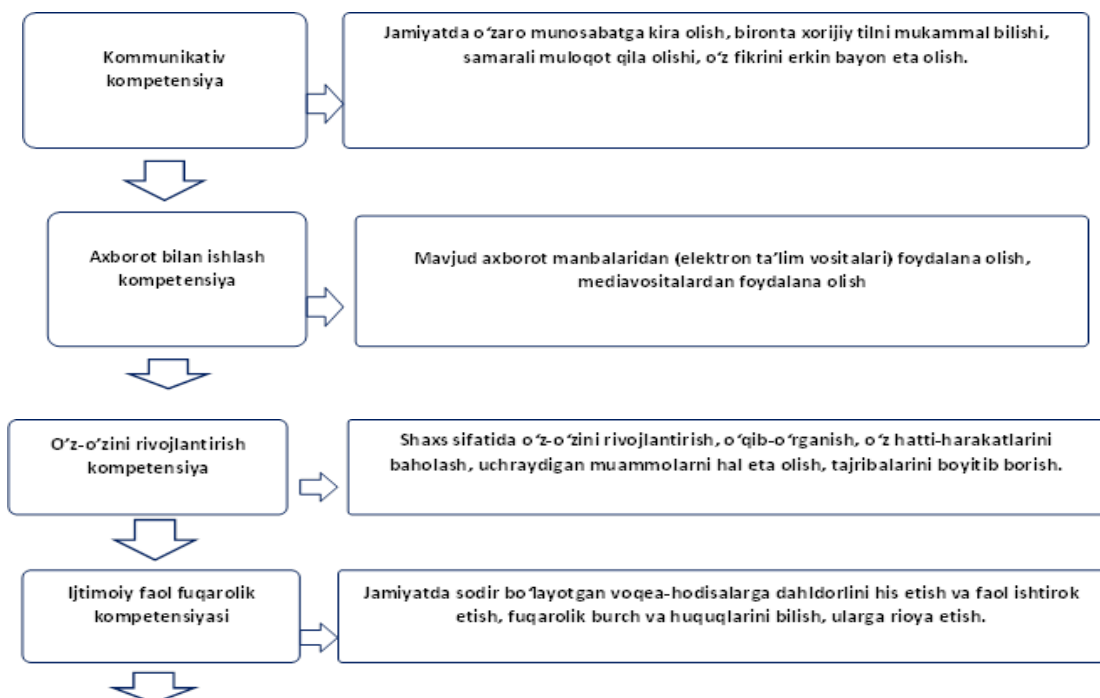 Kommunikativ
kompetensiya
Jamiyatda o‘zaro munosabatga kira olish, bironta xorijiy tilni mukammal bilishi,
samarali muloqot qila olishi, o‘z fikrini erkin bayon eta olish.
Axborot bilan ishlash
kompetensiya
Mavjud axborot manbalaridan (elektron ta’lim vositalari) foydalana olish,
mediavositalardan foydalana olish
O‘z-o‘zini rivojlantirish
kompetensiya
Shaxs sifatida o‘z-o‘zini rivojlantirish, o‘qib-o‘rganish, o‘z hatti-harakatlarini
baholash, uchraydigan muammolarni hal eta olish, tajribalarini boyitib borish.
Ijtimoiy faol fuqarolik
kompetensiyasi
Jamiyatda sodir bo‘layotgan voqea-hodisalarga dahldorlini his etish va faol ishtirok
etish, fuqarolik burch va huquqlarini bilish, ularga rioya etish.